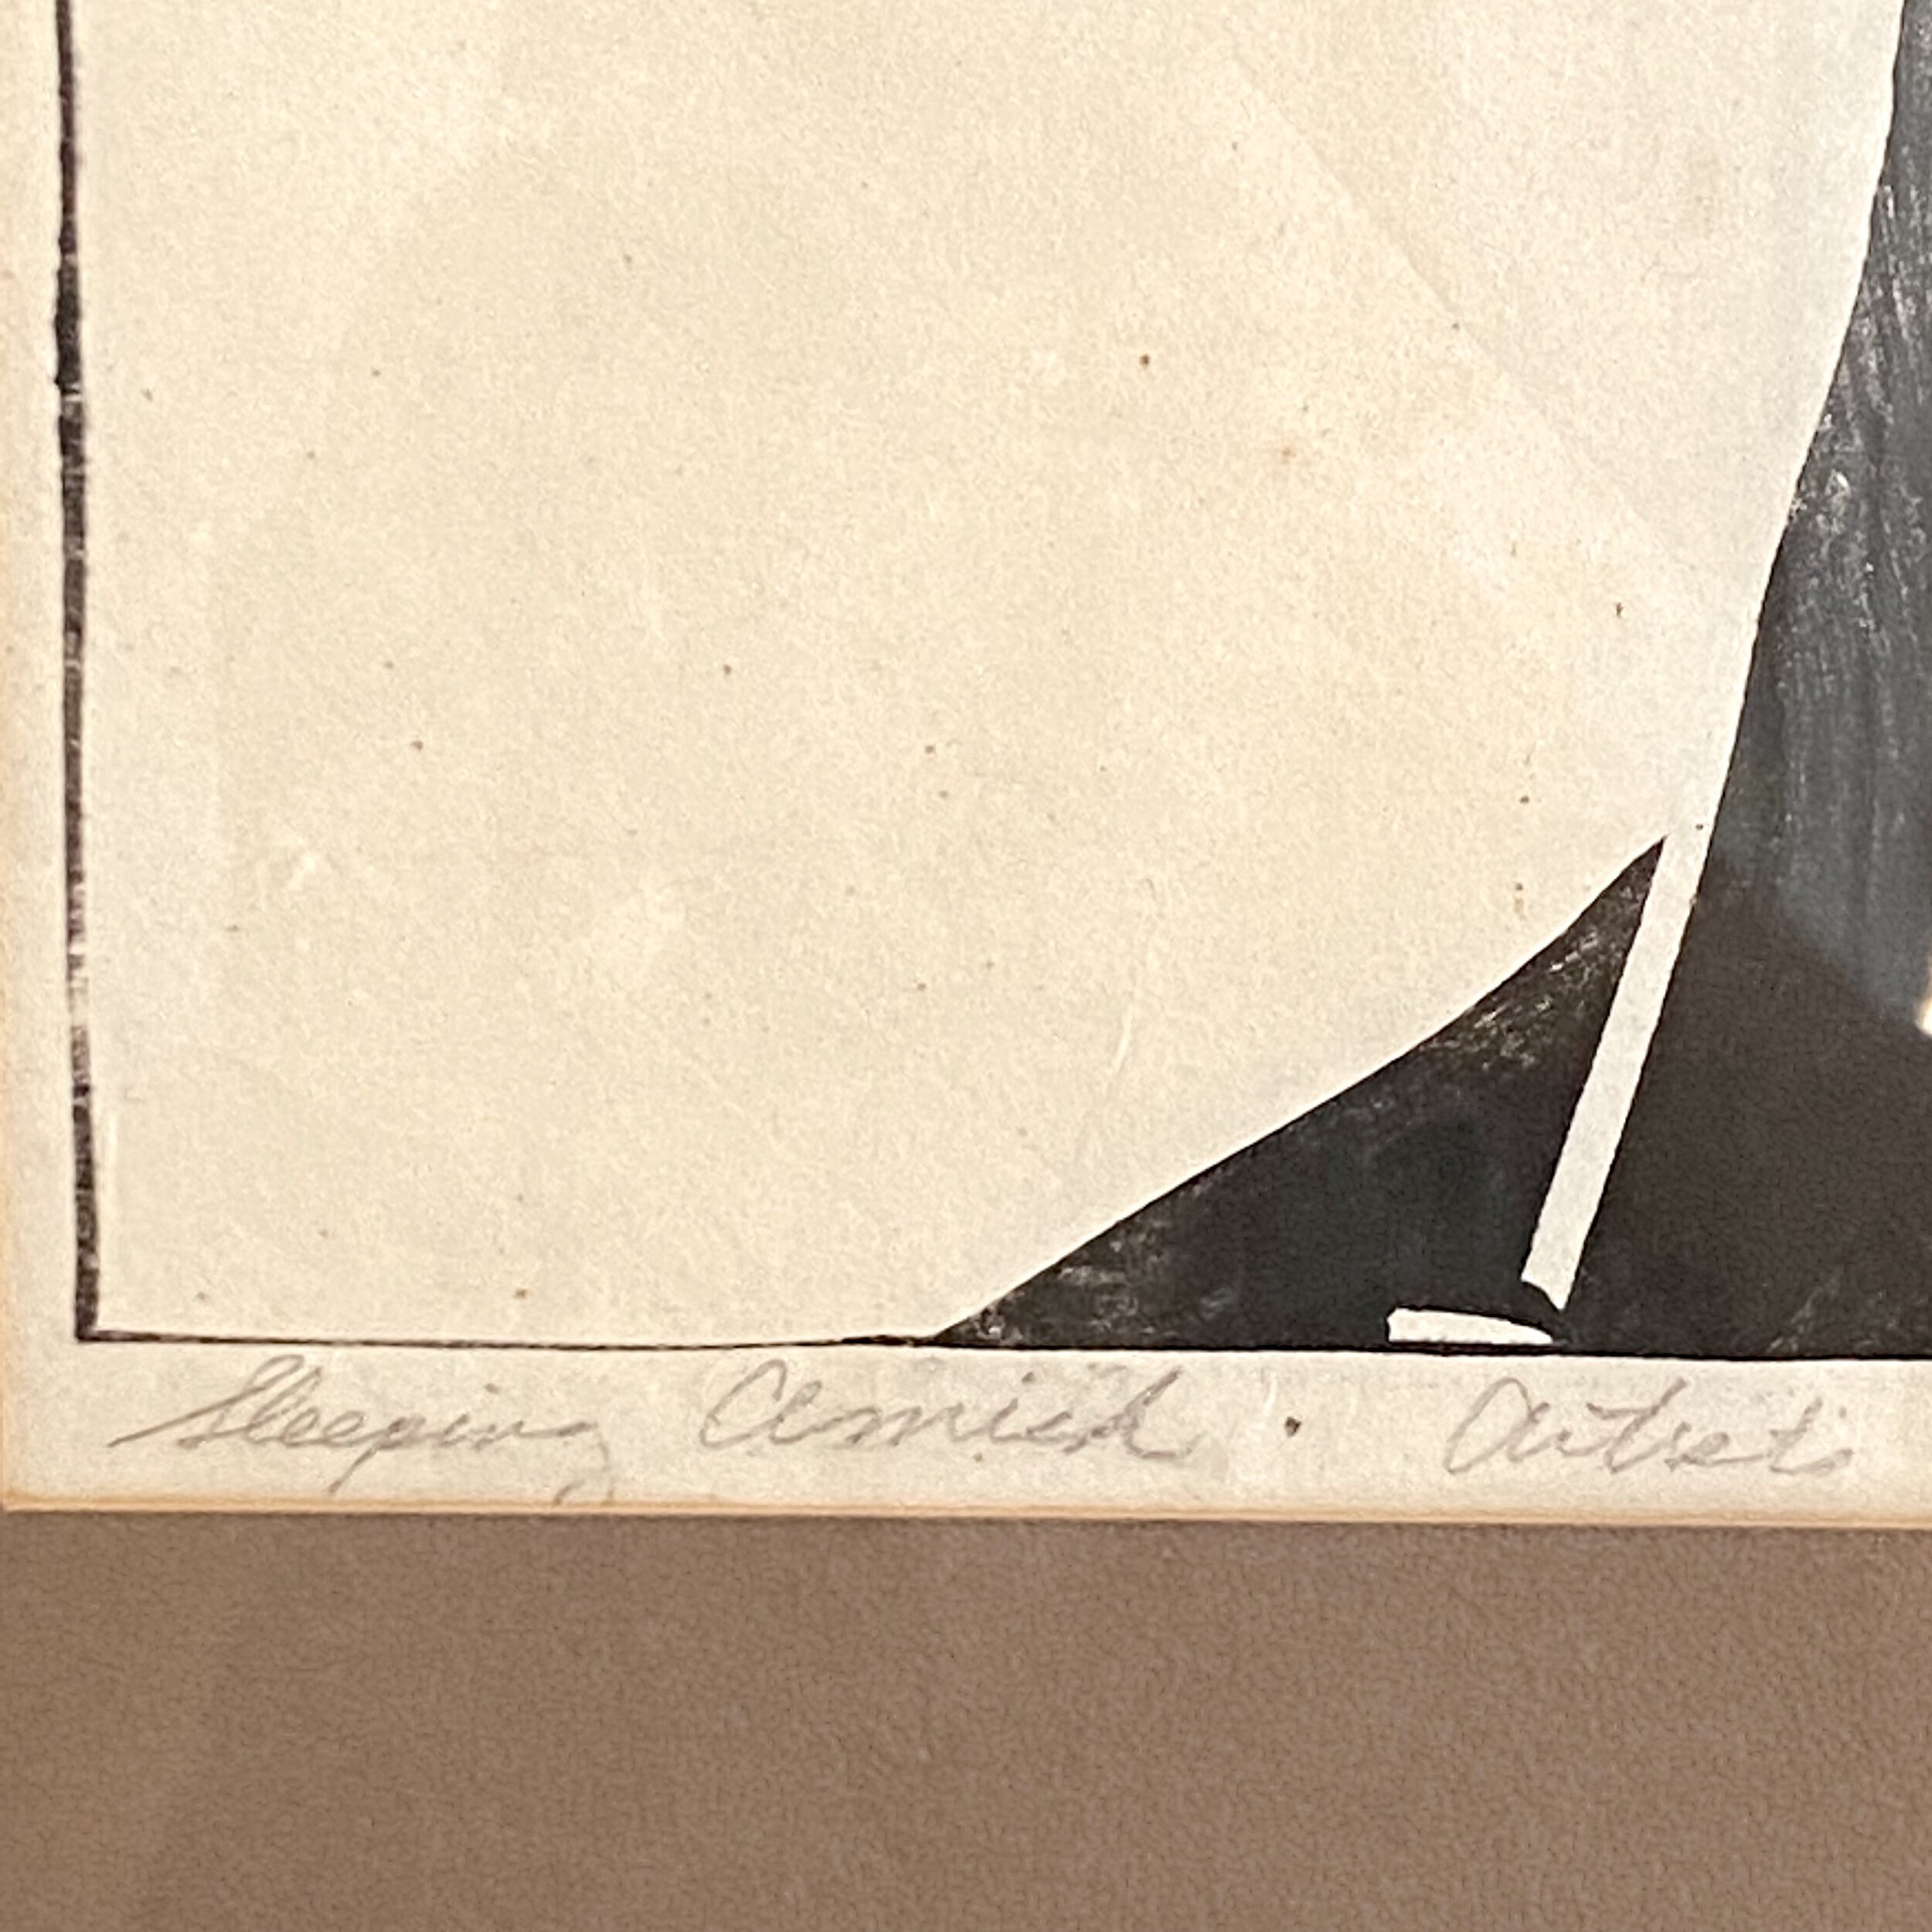 Sleeping Amish . Artist's